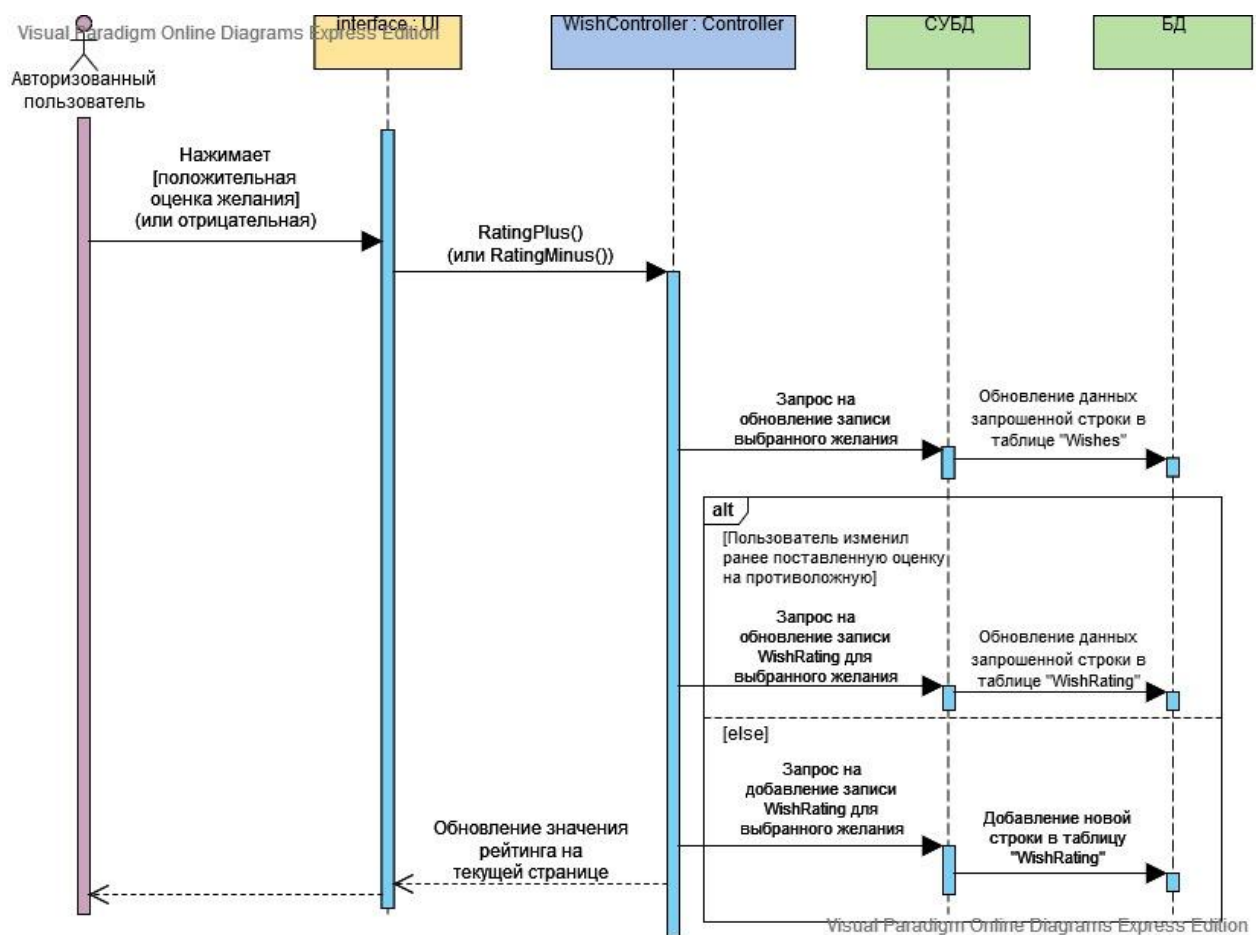 Visual Paradigm Online Diagrams Express Edition
interface : UI
WishController : Controller
СУБД
БД
Авторизованный
пользователь
Нажимает
[положительная
оценка желания]
(или отрицательная)
RatingPlus()
(или RatingMinus())
Запрос на
обновление записи
выбранного желания
Обновление данных
запрошенной строки в
таблице "Wishes"
alt
[Пользователь изменил
ранее поставленную оценку
на противоложную]
Запрос на
обновление записи
WishRating для
выбранного желания
Обновление данных
запрошенной строки в
таблице "WishRating"
[else]
Запрос на
добавление записи
WishRating для
выбранного желания
Добавление новой
строки в таблицу
"WishRating"
Обновление значения
рейтинга на
текущей странице
Visual Paradigm Online Diagrams Express Edition